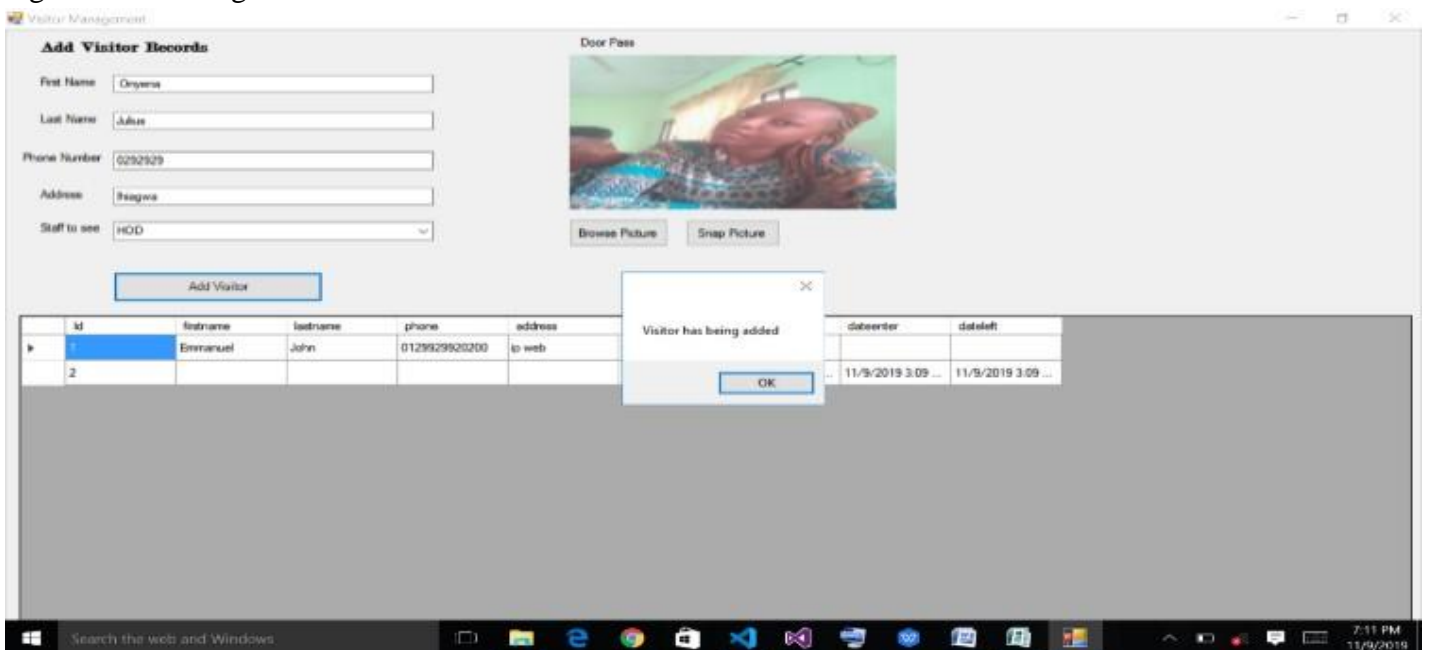 Visitor Management
Add Visitor Records
Door Pass
First Name
Last Name Julius
Phone Number 0292929
Address Ihiagwa
Staff to see HOD
Browse Picture Snap Picture
Add Visitor
Id firstname lastname phone address dateenter dateleft
1 Emmanuel John 0129929920200 ip web
2 ... 11/9/2019 3:09 ... 11/9/2019 3:09 ...
Visitor has being added
OK
Search the web and Windows
7:11 PM
11/9/2019